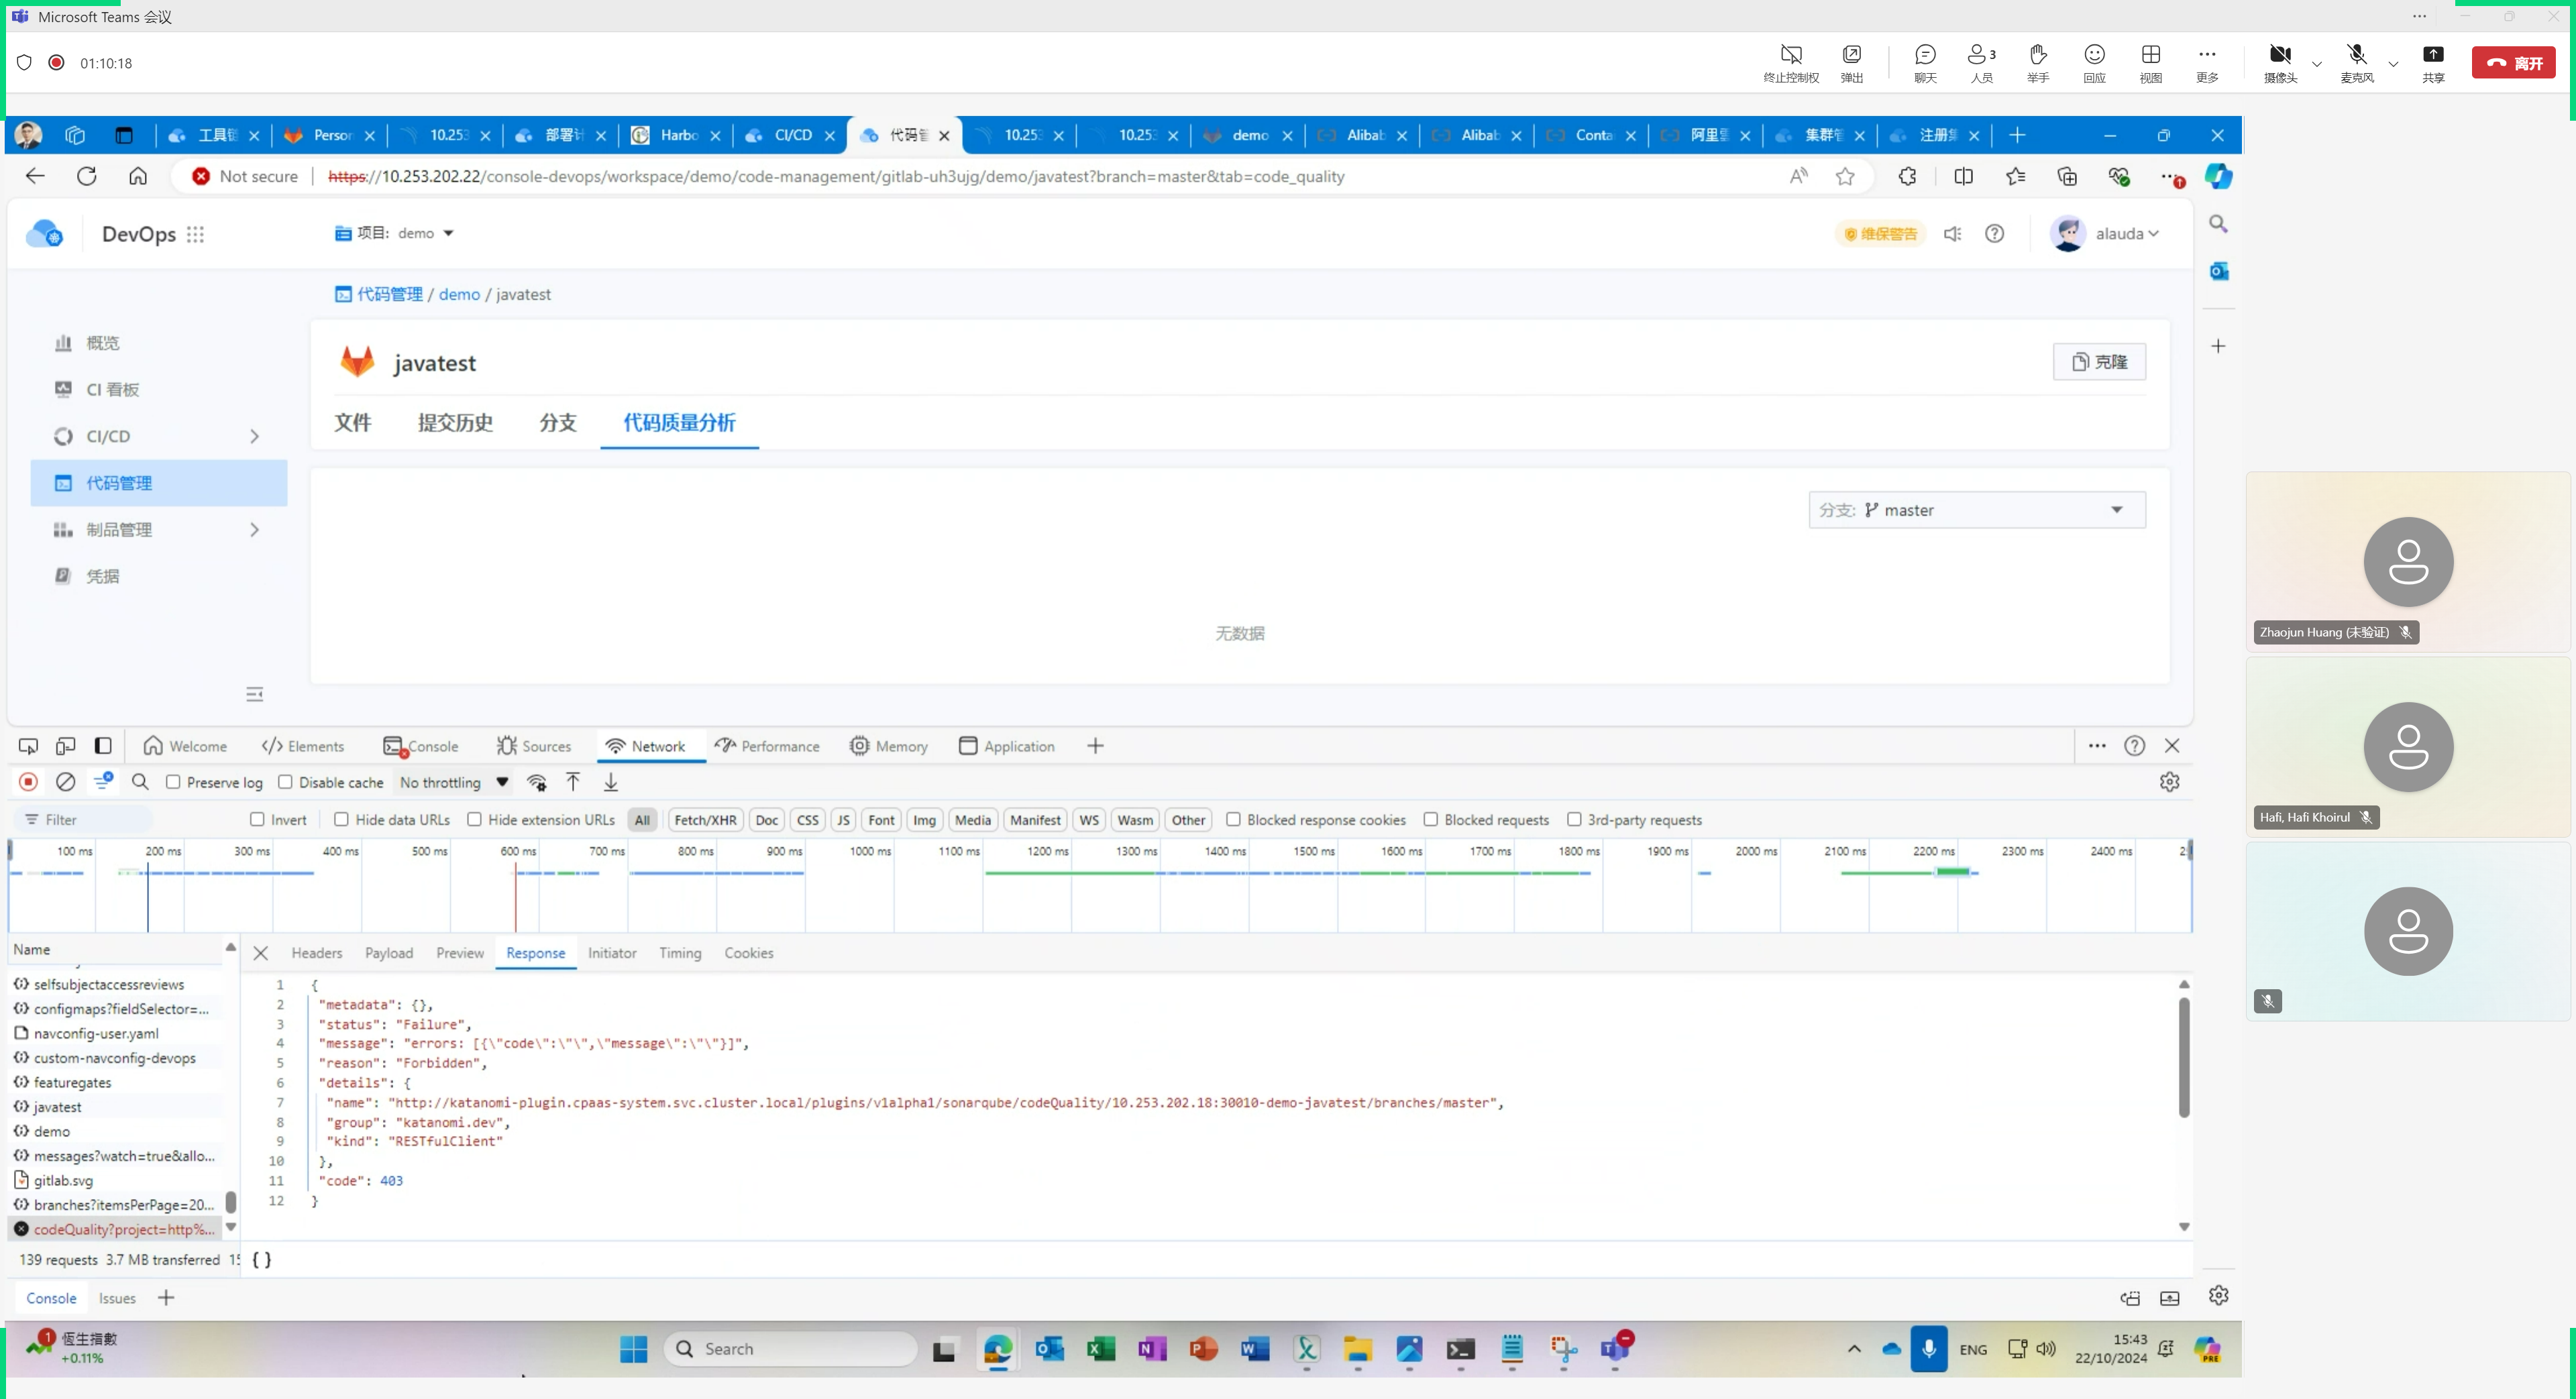 Microsoft Teams 会议
01:10:18
终止控制权 弹出 聊天 人员 3 举手 回应 视图 更多 摄像头 麦克风 共享 离开
工具链 Person 10.253 部署计 Harbo CI/CD 代码管 10.253 10.253 demo Alibab Alibab Conta 阿里云 集群管 注册集
Not secure https://10.253.202.22/console-devops/workspace/demo/code-management/gitlab-uh3ujg/demo/javatest?branch=master&tab=code_quality
DevOps 项目: demo 维保警告 alauda
代码管理 / demo / javatest
概览
CI 看板
CI/CD
代码管理
制品管理
凭据
javatest 克隆
文件 提交历史 分支 代码质量分析
分支: master
无数据
Welcome Elements Console Sources Network Performance Memory Application
Preserve log Disable cache No throttling
Filter Invert Hide data URLs Hide extension URLs All Fetch/XHR Doc CSS JS Font Img Media Manifest WS Wasm Other Blocked response cookies Blocked requests 3rd-party requests
100 ms 200 ms 300 ms 400 ms 500 ms 600 ms 700 ms 800 ms 900 ms 1000 ms 1100 ms 1200 ms 1300 ms 1400 ms 1500 ms 1600 ms 1700 ms 1800 ms 1900 ms 2000 ms 2100 ms 2200 ms 2300 ms 2400 ms
Name
selfsubjectaccessreviews
configmaps?fieldSelector=...
navconfig-user.yaml
custom-navconfig-devops
featuregates
javatest
demo
messages?watch=true&allo...
gitlab.svg
branches?itemsPerPage=20...
codeQuality?project=http%...
139 requests 3.7 MB transferred 15
Headers Payload Preview Response Initiator Timing Cookies
1 {
2 "metadata": {},
3 "status": "Failure",
4 "message": "errors: [{\"code\":\"\",\"message\":\"\"}]",
5 "reason": "Forbidden",
6 "details": {
7 "name": "http://katanomi-plugin.cpaas-system.svc.cluster.local/plugins/v1alpha1/sonarqube/codeQuality/10.253.202.18:30010-demo-javatest/branches/master",
8 "group": "katanomi.dev",
9 "kind": "RESTfulClient"
10 },
11 "code": 403
12 }
{ }
Console Issues
Zhaojun Huang (未验证)
Hafi, Hafi Khoirul
1 恆生指數
+0.11%
Search
ENG
15:43
22/10/2024
PRE